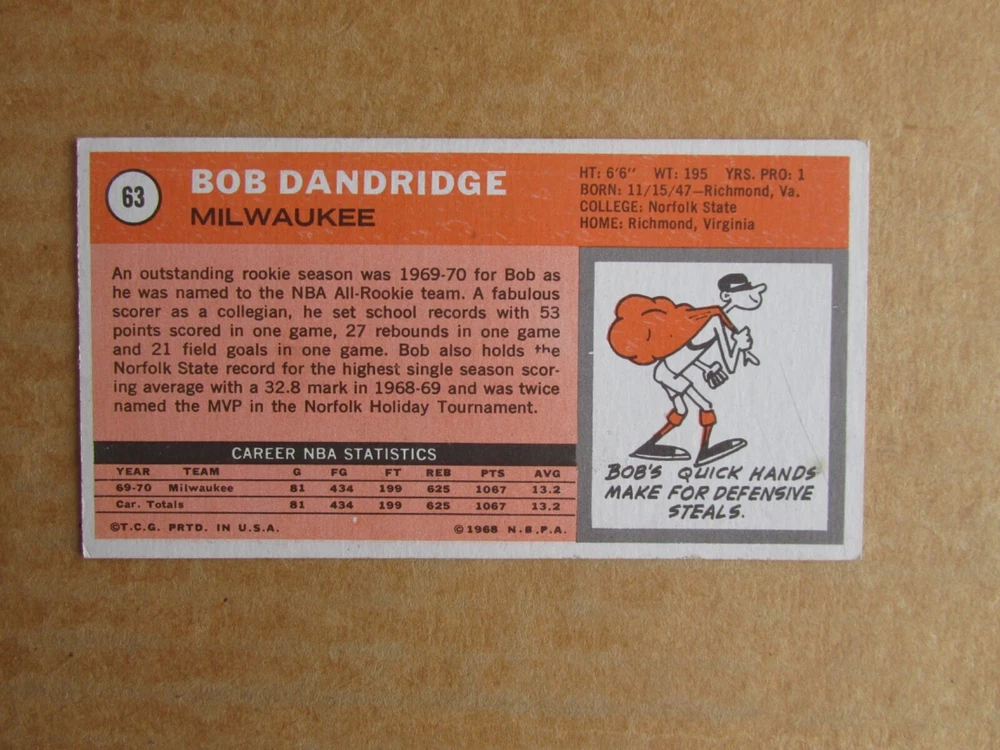 63
BOB DANDRIDGE
MILWAUKEE
HT: 6'6" WT: 195 YRS. PRO: 1
BORN: 11/15/47—Richmond, Va.
COLLEGE: Norfolk State
HOME: Richmond, Virginia
An outstanding rookie season was 1969-70 for Bob as
he was named to the NBA All-Rookie team. A fabulous
scorer as a collegian, he set school records with 53
points scored in one game, 27 rebounds in one game
and 21 field goals in one game. Bob also holds the
Norfolk State record for the highest single season scor-
ing average with a 32.8 mark in 1968-69 and was twice
named the MVP in the Norfolk Holiday Tournament.
CAREER NBA STATISTICS
YEAR TEAM G FG FT REB PTS AVG
69-70 Milwaukee 81 434 199 625 1067 13.2
Car. Totals 81 434 199 625 1067 13.2
©T.C.G. PRTD. IN U.S.A. ©1968 N.B.P.A.
BOB'S QUICK HANDS
MAKE FOR DEFENSIVE
STEALS.